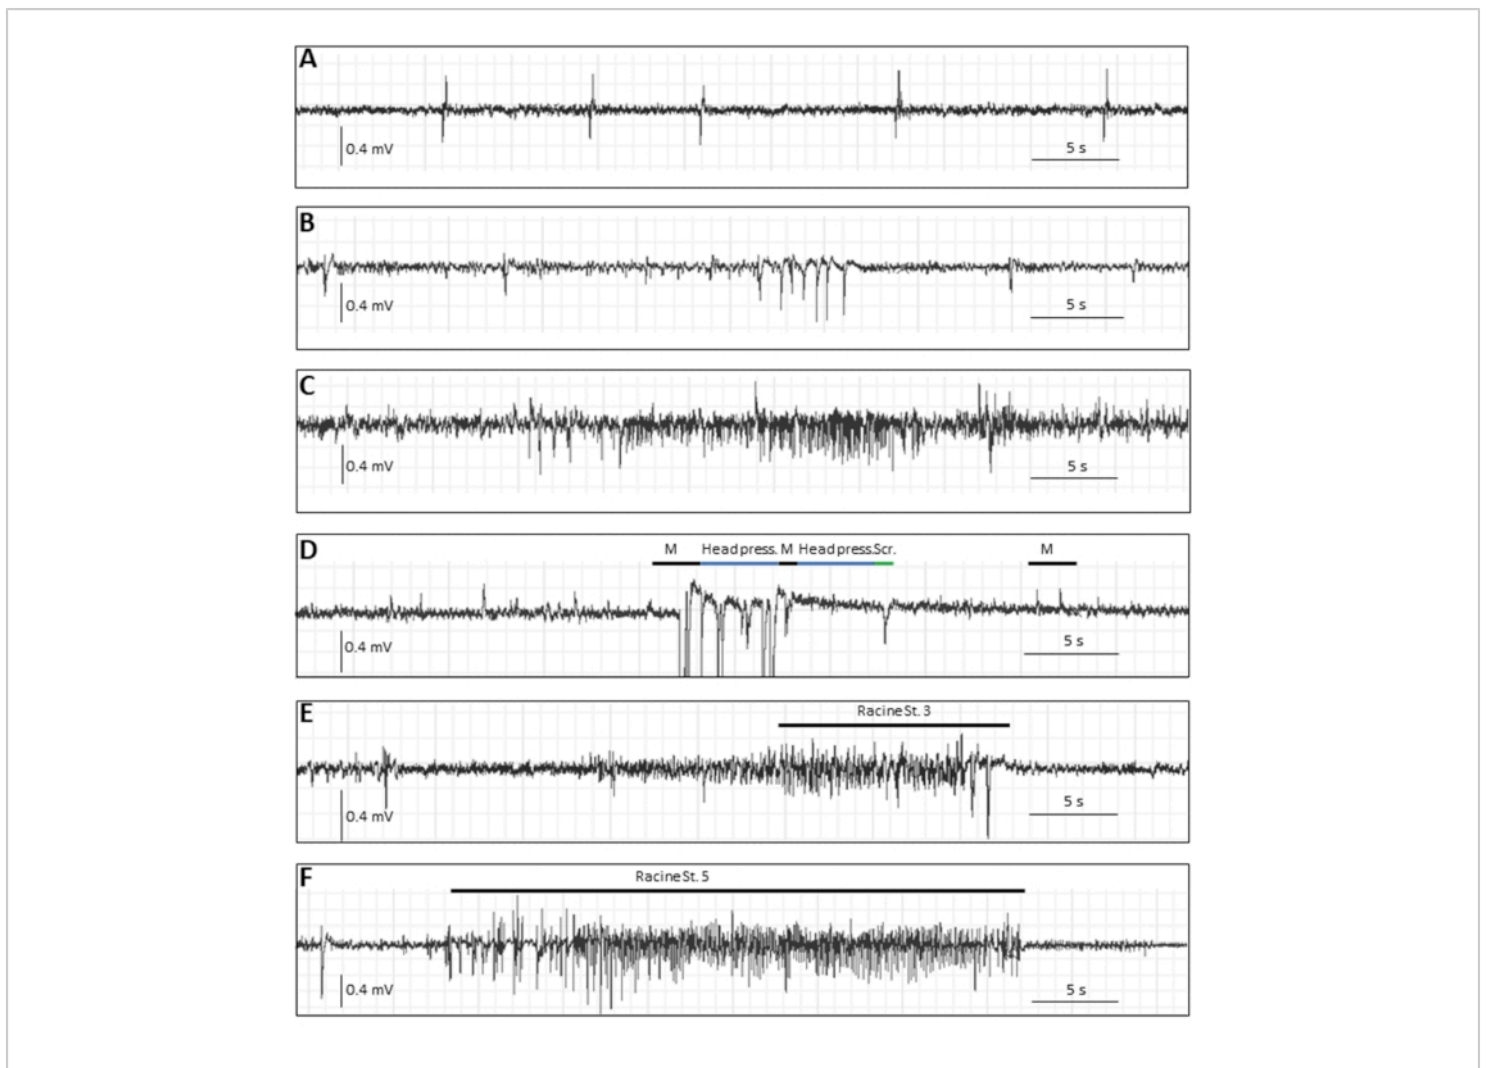 A
0.4 mV
5 s
B
0.4 mV
5 s
C
0.4 mV
5 s
D
M Head press. M Head press. Scr. M
0.4 mV
5 s
E
Racine St. 3
0.4 mV
5 s
F
Racine St. 5
0.4 mV
5 s